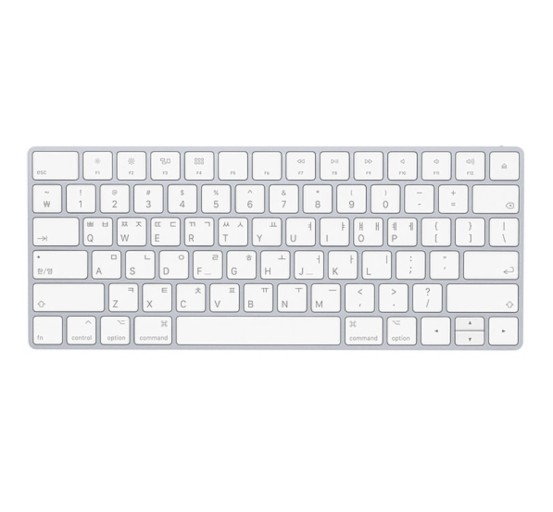 esc F1 F2 F3 F4 F5 F6 F7 F8 F9 F10 F11 F12
~ ₩ ! 1 @ 2 # 3 $ 4 % 5 ^ 6 & 7 * 8 ( 9 ) 0 - + =
Q ㅃ ㅂ W ㅉ ㅈ E ㄸ ㄷ R ㄲ ㄱ T ㅆ ㅅ Y ㅛ U ㅕ I ㅑ O ㅒ ㅐ P ㅖ ㅔ { [ } ] | \
한/영 A ㅁ S ㄴ D ㅇ F ㄹ G ㅎ H ㅗ J ㅓ K ㅏ L ㅣ : ; " '
Z ㅋ X ㅌ C ㅊ V ㅍ B ㅠ N ㅜ M ㅡ < , > . ? /
fn control option command command option